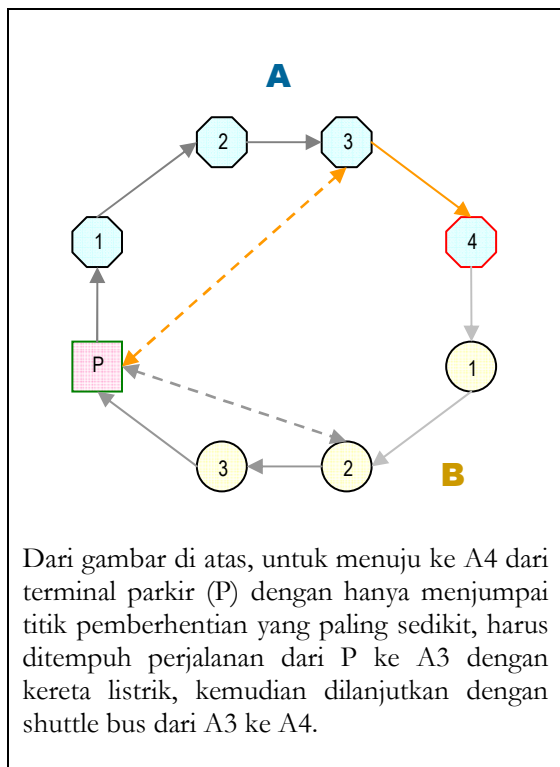 A
2
3
1
4
P
1
3
2
B
Dari gambar di atas, untuk menuju ke A4 dari
terminal parkir (P) dengan hanya menjumpai
titik pemberhentian yang paling sedikit, harus
ditempuh perjalanan dari P ke A3 dengan
kereta listrik, kemudian dilanjutkan dengan
shuttle bus dari A3 ke A4.